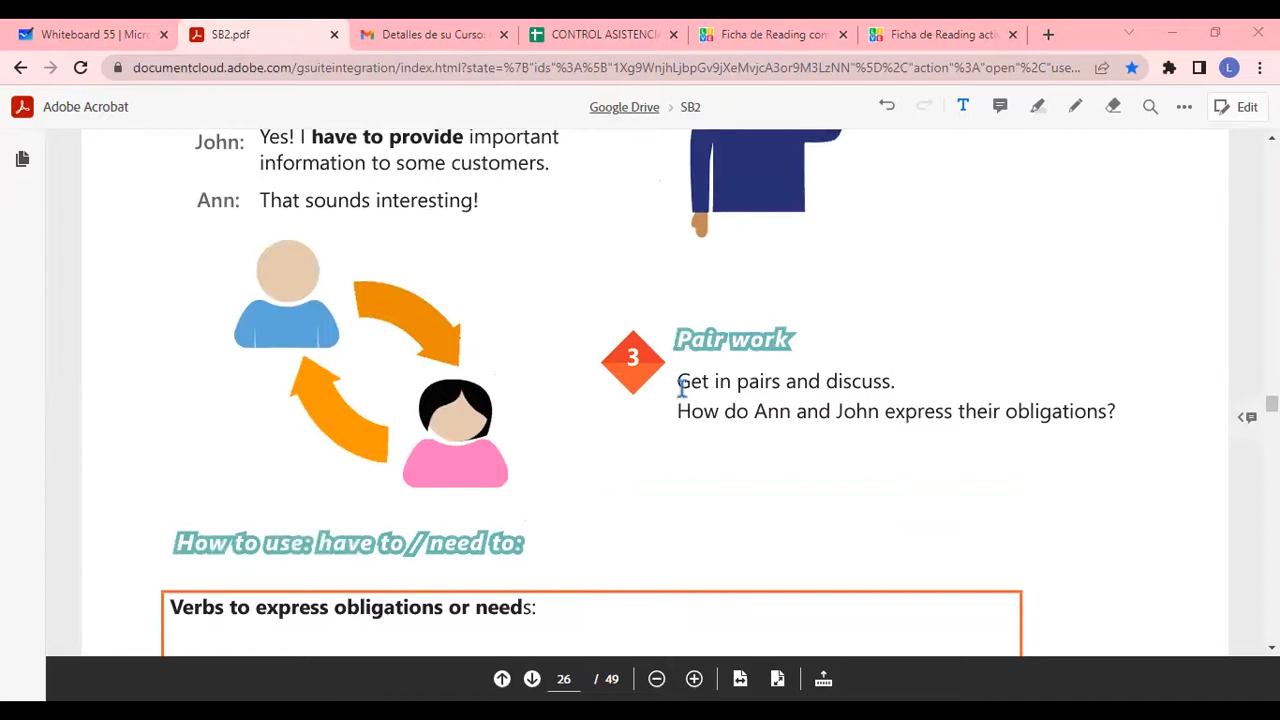 Whiteboard 55 | Micr
SB2.pdf
Detalles de su Curso:
CONTROL ASISTENCI
Ficha de Reading com
Ficha de Reading activ
documentcloud.adobe.com/gsuiteintegration/index.html?state=%7B"ids"%3A%5B"1Xg9WnjhLjbpGv9jXeMvjcA3or9M3LzNN"%5D%2C"action"%3A"open"%2C"use...
L
Adobe Acrobat
Google Drive
SB2
Edit
John: Yes! I have to provide important
information to some customers.
Ann: That sounds interesting!
3
Pair work
Get in pairs and discuss.
How do Ann and John express their obligations?
How to use: have to / need to:
Verbs to express obligations or needs:
26 / 49